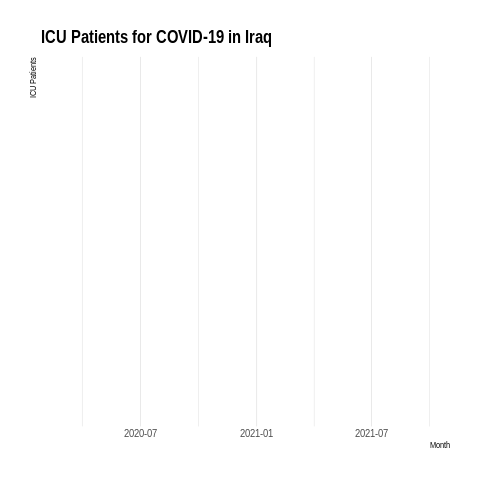 ICU Patients for COVID-19 in Iraq
ICU Patients
2020-07 2021-01 2021-07
Month